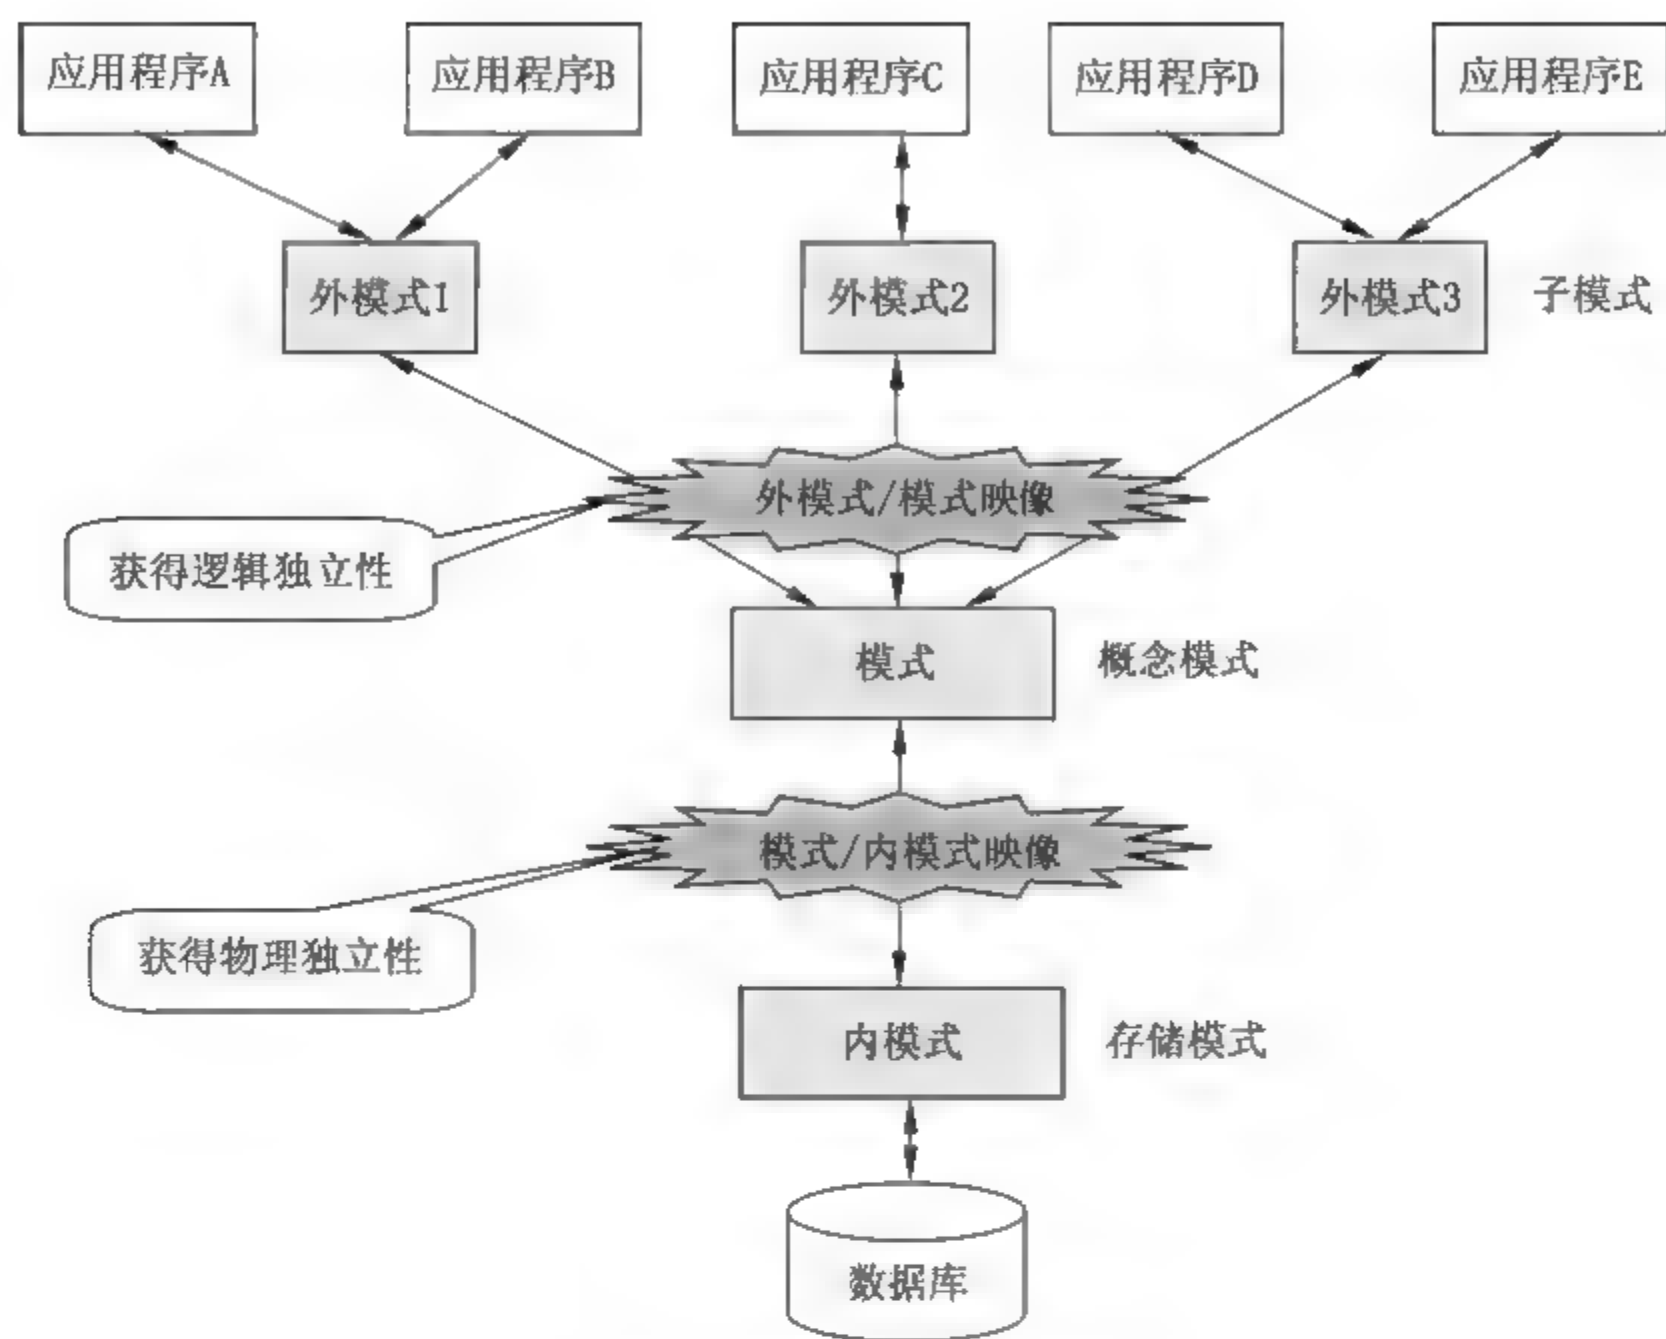 应用程序A
应用程序B
应用程序C
应用程序D
应用程序E
外模式1
外模式2
外模式3
子模式
外模式/模式映像
获得逻辑独立性
模式
概念模式
模式/内模式映像
获得物理独立性
内模式
存储模式
数据库